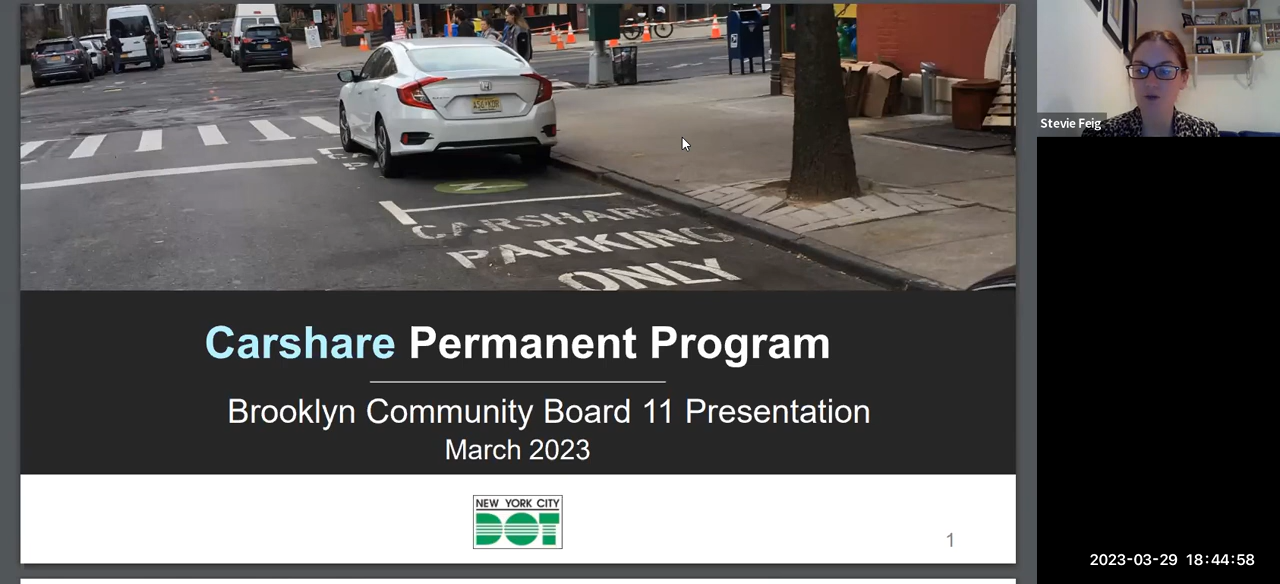 CARSHARE
PARKING
ONLY
Stevie Feig
Carshare Permanent Program
Brooklyn Community Board 11 Presentation
March 2023
NEW YORK CITY
DOT
1
2023-03-29 18:44:58